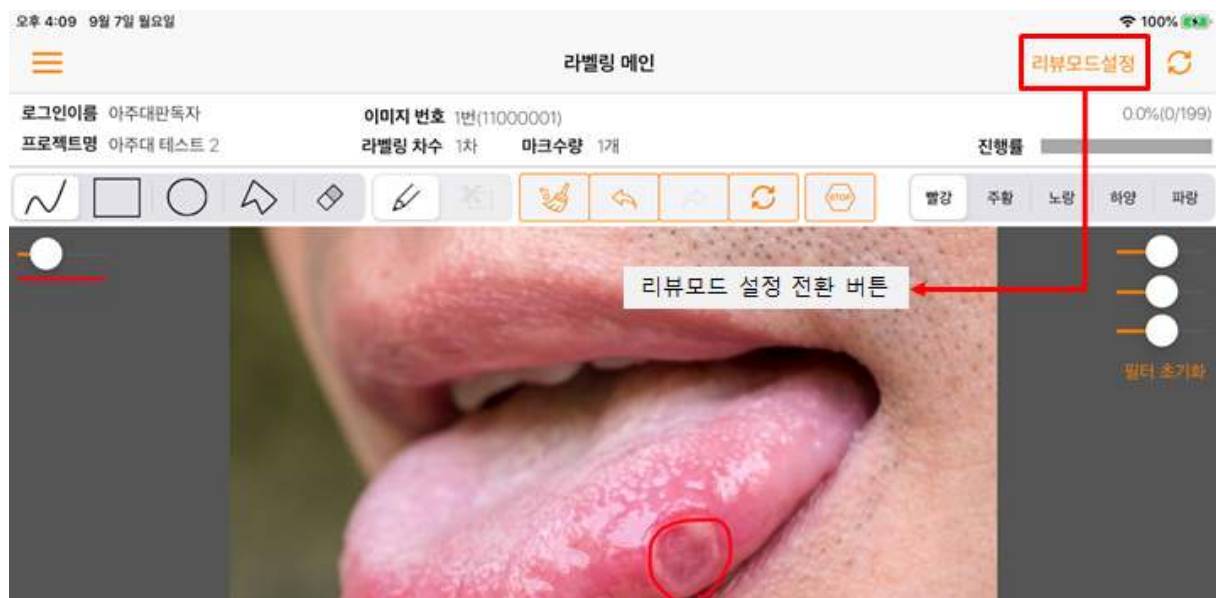 오후 4:09 9월 7일 월요일
100%
라벨링 메인
리뷰모드설정
로그인이름 아주대판독자
이미지 번호 1번(11000001)
0.0%(0/199)
프로젝트명 아주대 테스트 2
라벨링 차수 1차 마크수량 1개
진행률
STOP
빨강 주황 노랑 하양 파랑
리뷰모드 설정 전환 버튼
필터 초기화